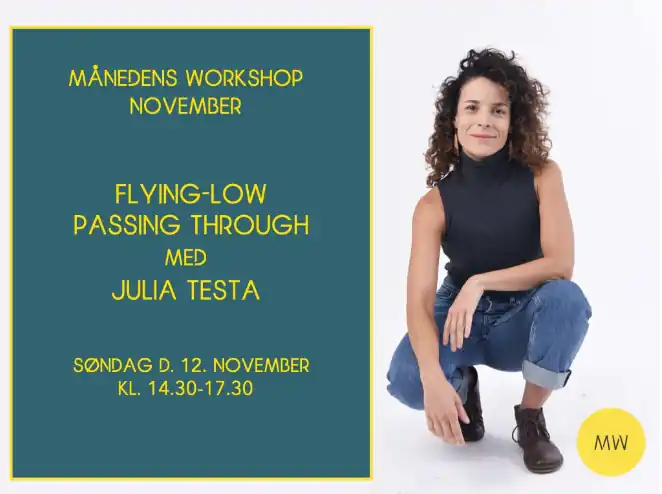 MÅNEDENS WORKSHOP
NOVEMBER
FLYING-LOW
PASSING THROUGH
MED
JULIA TESTA
SØNDAG D. 12. NOVEMBER
KL. 14.30-17.30
MW